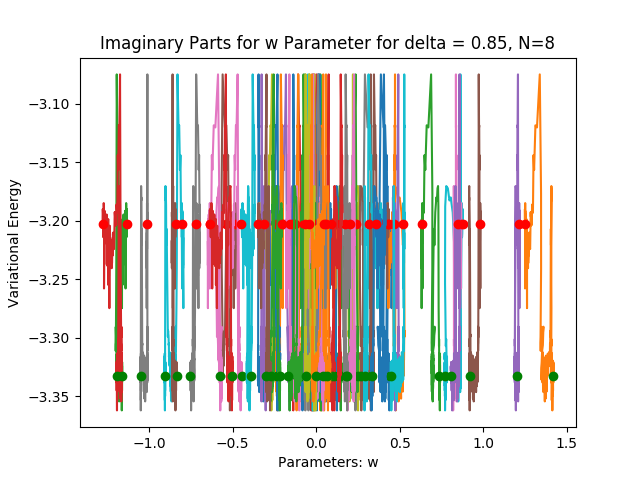 Imaginary Parts for w Parameter for delta = 0.85, N=8
Variational Energy
−3.10
−3.15
−3.20
−3.25
−3.30
−3.35
−1.0 −0.5 0.0 0.5 1.0 1.5
Parameters: w